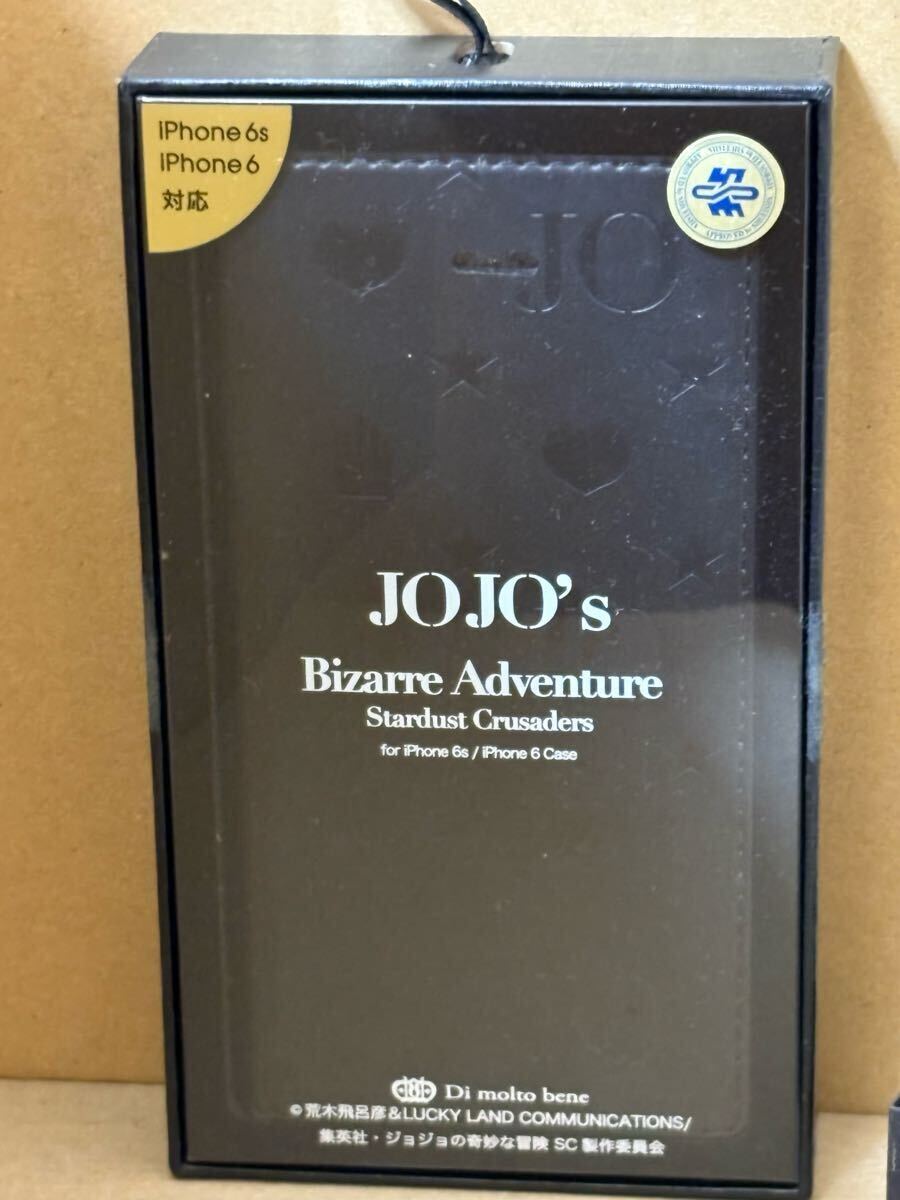 iPhone 6s
iPhone 6
対応
JO
JOJO's
Bizarre Adventure
Stardust Crusaders
for iPhone 6s / iPhone 6 Case
Di molto bene
©荒木飛呂彦&LUCKY LAND COMMUNICATIONS/
集英社・ジョジョの奇妙な冒険 SC 製作委員会